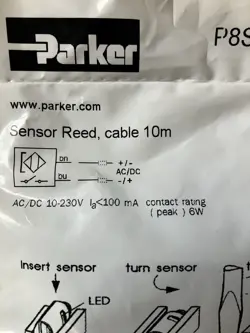 Parker
P8S
www.parker.com
Sensor Reed, cable 10m
bn
+/-
AC/DC
bu
-/+
AC/DC 10-230V Ia<100 mA contact rating
( peak ) 6W
Insert sensor
turn sensor
LED